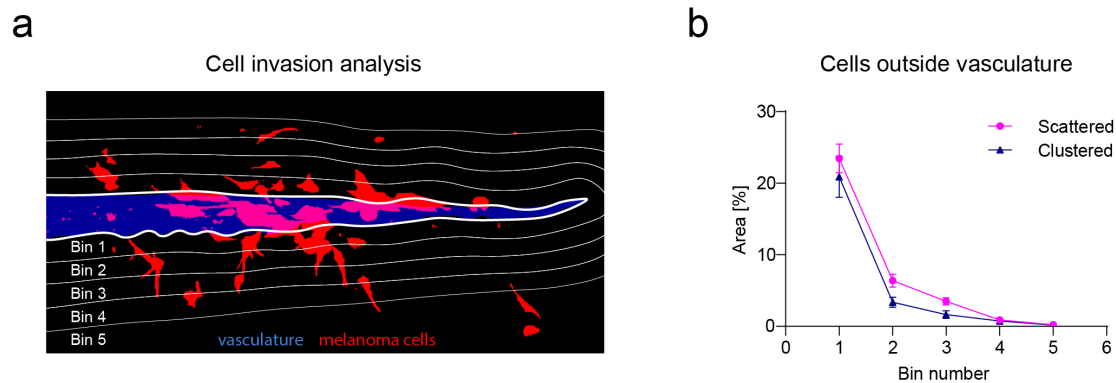 a
Cell invasion analysis
Bin 1
Bin 2
Bin 3
Bin 4
Bin 5
vasculature melanoma cells
b
Cells outside vasculature
30
20
10
0
Area [%]
Scattered
Clustered
0 1 2 3 4 5 6
Bin number